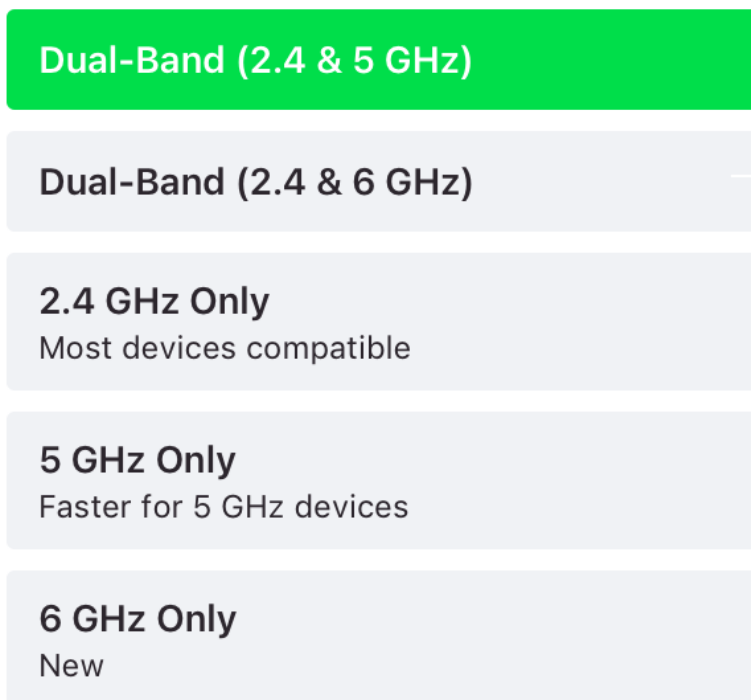 Dual-Band (2.4 & 5 GHz)
Dual-Band (2.4 & 6 GHz)
2.4 GHz Only
Most devices compatible
5 GHz Only
Faster for 5 GHz devices
6 GHz Only
New